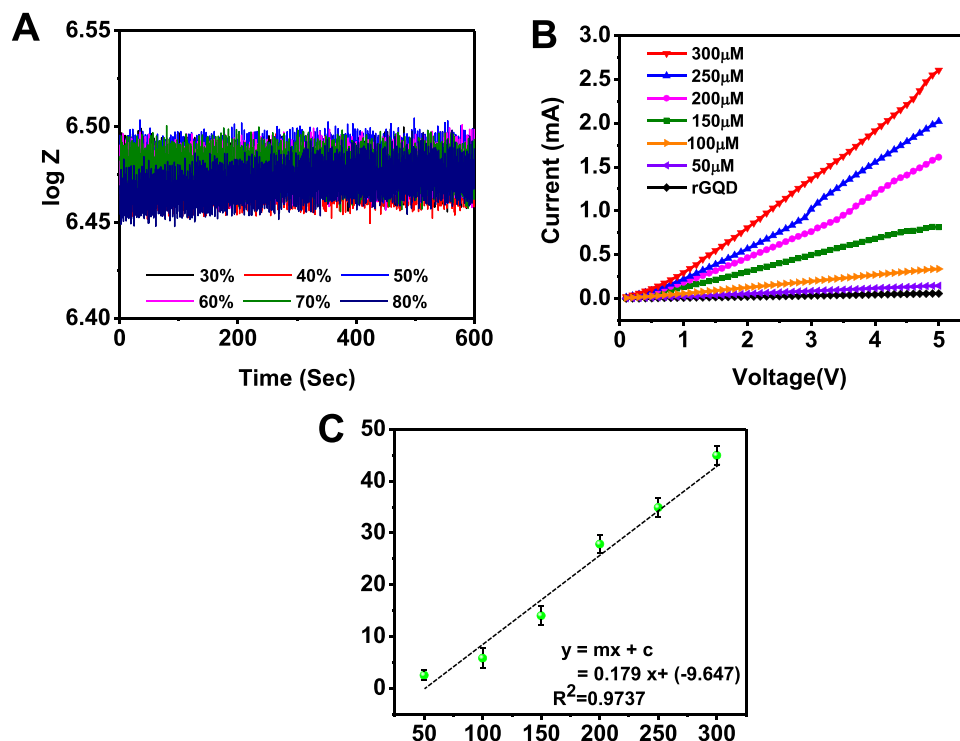 A
6.55
6.50
6.45
6.40
log Z
30% 40% 50%
60% 70% 80%
0 200 400 600
Time (Sec)
B
3.0
2.5
2.0
1.5
1.0
0.5
0.0
Current (mA)
300μM
250μM
200μM
150μM
100μM
50μM
rGQD
0 1 2 3 4 5
Voltage(V)
C
50
40
30
20
10
0
y = mx + c
= 0.179 x+ (-9.647)
R²=0.9737
50 100 150 200 250 300